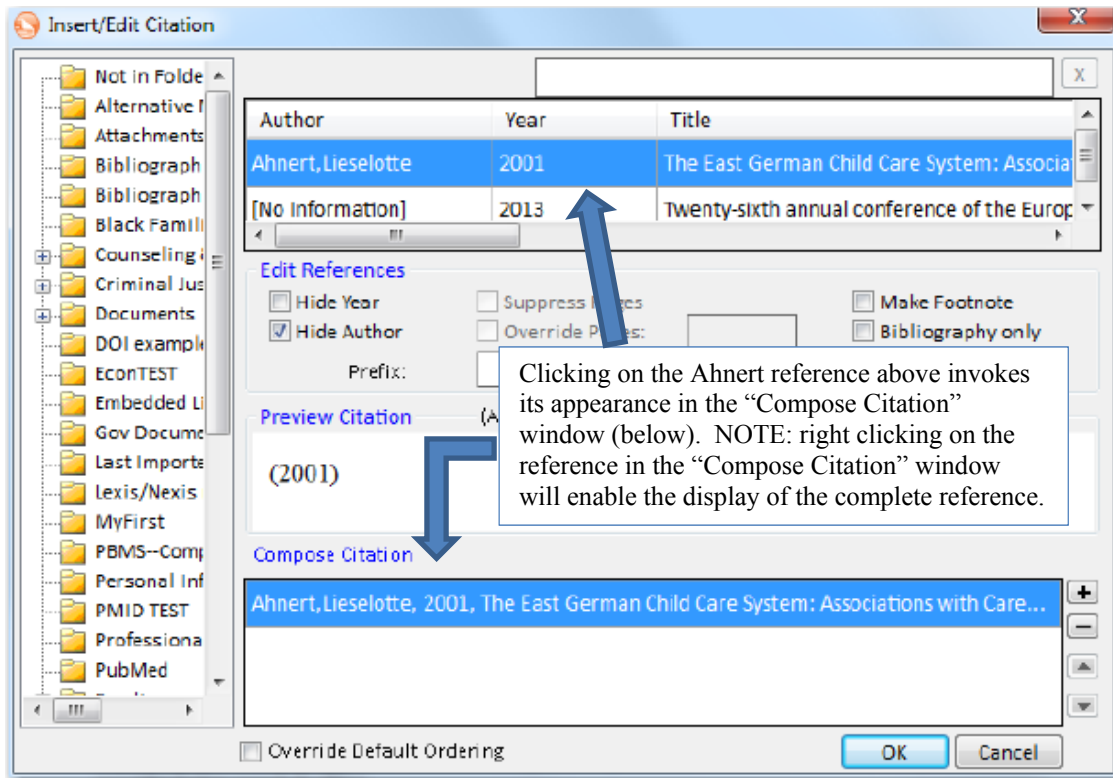 Insert/Edit Citation
X
Not in Folde
Alternative
Attachments
Bibliograph
Bibliograph
Black Famili
Counseling
Criminal Jus
Documents
DOI example
EconTEST
Embedded Li
Gov Docume
Last Importe
Lexis/Nexis
MyFirst
PBMS--Comp
Personal Inf
PMID TEST
Professiona
PubMed
X
Author Year Title
Ahnert,Lieselotte 2001 The East German Child Care System: Associat
[No Information] 2013 Twenty-sixth annual conference of the Europ
Edit References
Hide Year Suppress Pages Make Footnote
Hide Author Override Pages: Bibliography only
Prefix:
Clicking on the Ahnert reference above invokes
its appearance in the “Compose Citation”
window (below). NOTE: right clicking on the
reference in the “Compose Citation” window
will enable the display of the complete reference.
Preview Citation (A
(2001)
Compose Citation
Ahnert,Lieselotte, 2001, The East German Child Care System: Associations with Care...
Override Default Ordering OK Cancel